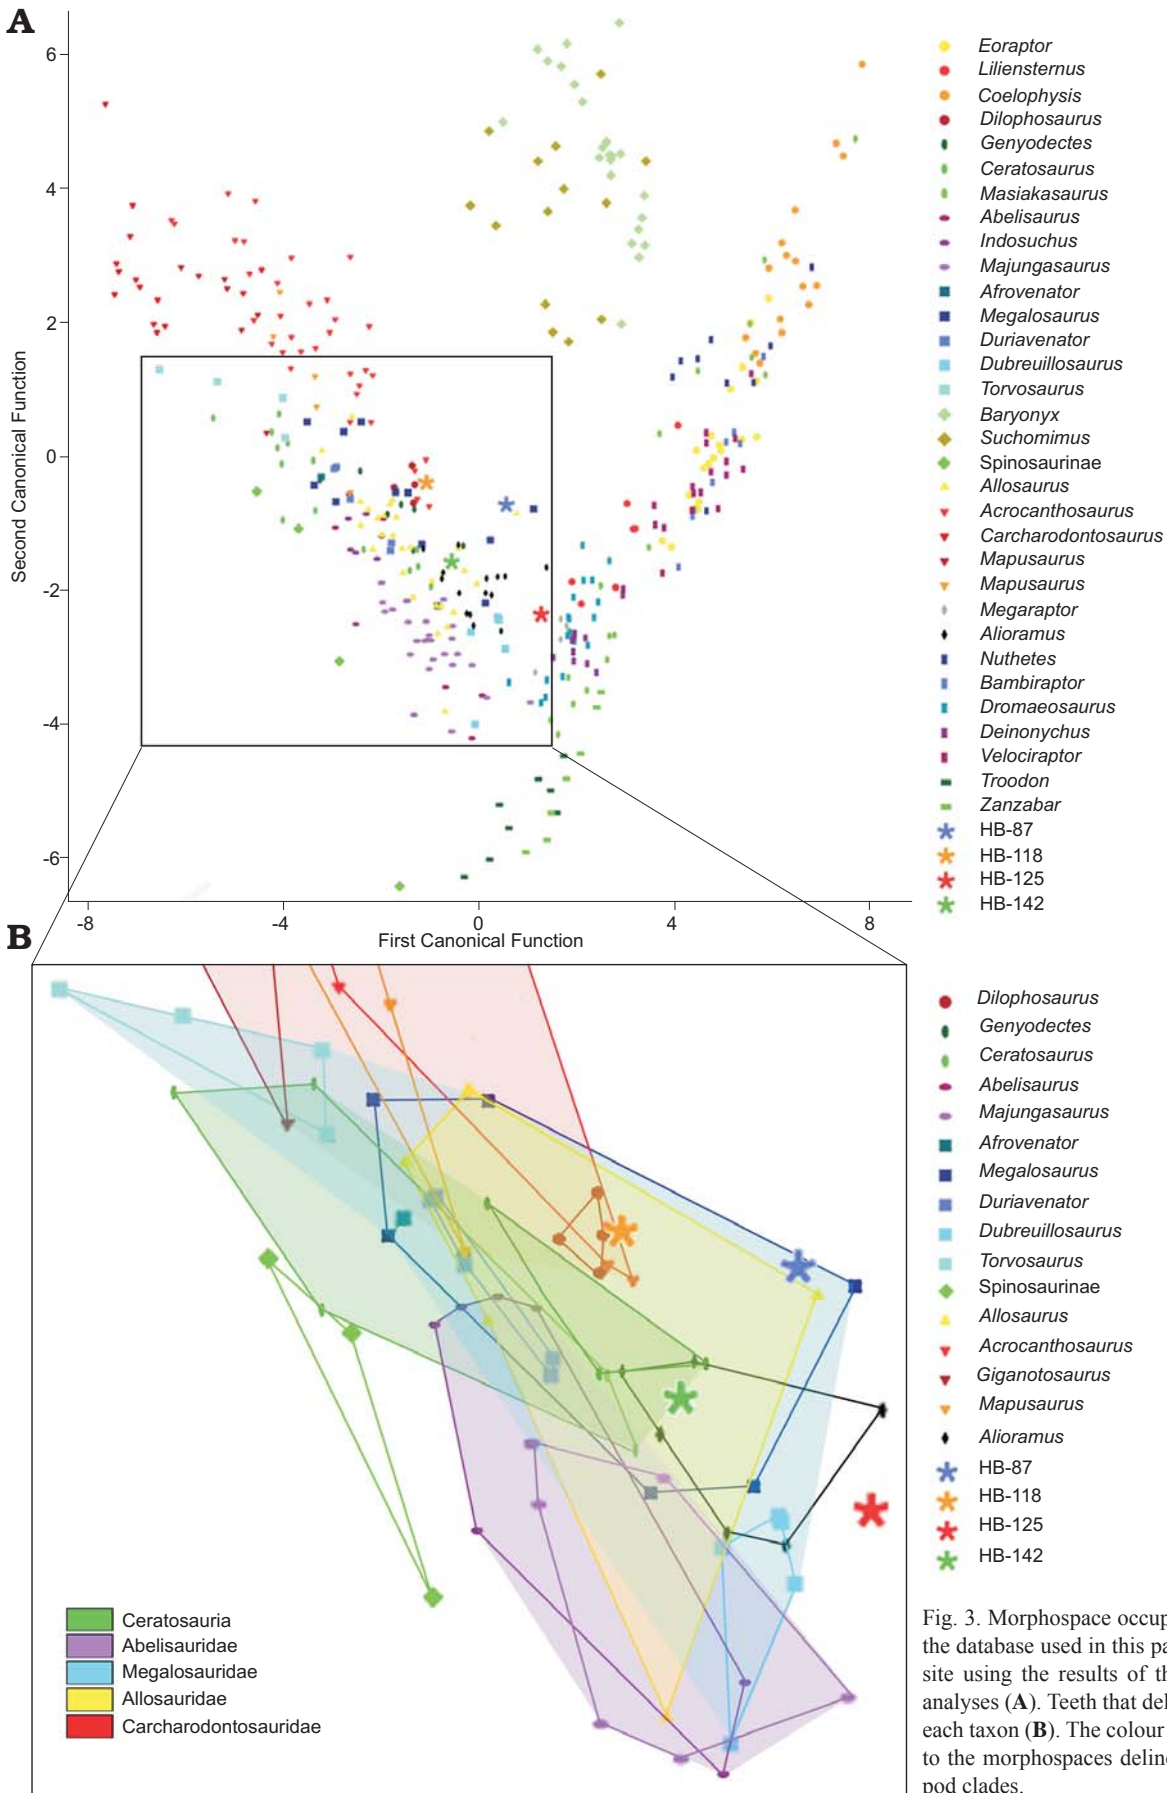 A
Second Canonical Function
6
4
2
0
-2
-4
-6
-8
-4
0
4
8
First Canonical Function
Eoraptor
Liliensternus
Coelophysis
Dilophosaurus
Genyodectes
Ceratosaurus
Masiakasaurus
Abelisaurus
Indosuchus
Majungasaurus
Afrovenator
Megalosaurus
Duriavenator
Dubreuillosaurus
Torvosaurus
Baryonyx
Suchomimus
Spinosaurinae
Allosaurus
Acrocanthosaurus
Carcharodontosaurus
Mapusaurus
Mapusaurus
Megaraptor
Alioramus
Nuthetes
Bambiraptor
Dromaeosaurus
Deinonychus
Velociraptor
Troodon
Zanzabar
HB-87
HB-118
HB-125
HB-142
B
Dilophosaurus
Genyodectes
Ceratosaurus
Abelisaurus
Majungasaurus
Afrovenator
Megalosaurus
Duriavenator
Dubreuillosaurus
Torvosaurus
Spinosaurinae
Allosaurus
Acrocanthosaurus
Giganotosaurus
Mapusaurus
Alioramus
HB-87
HB-118
HB-125
HB-142
Ceratosauria
Abelisauridae
Megalosauridae
Allosauridae
Carcharodontosauridae
Fig. 3. Morphospace occup
the database used in this pa
site using the results of th
analyses (A). Teeth that del
each taxon (B). The colour
to the morphospaces deline
pod clades.